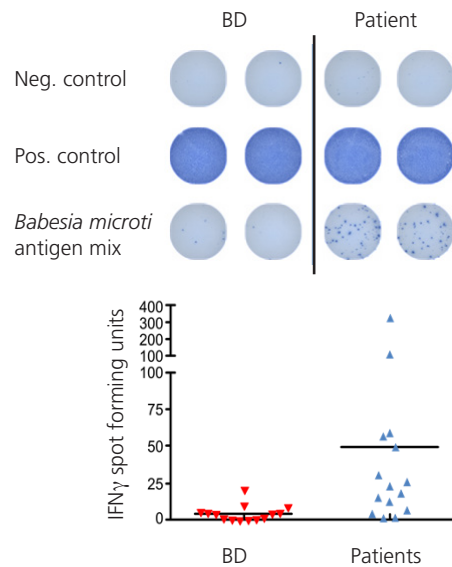 BD Patient
Neg. control
Pos. control
Babesia microti
antigen mix
IFNγ spot forming units
400
300
200
100
100
75
50
25
0
BD Patients